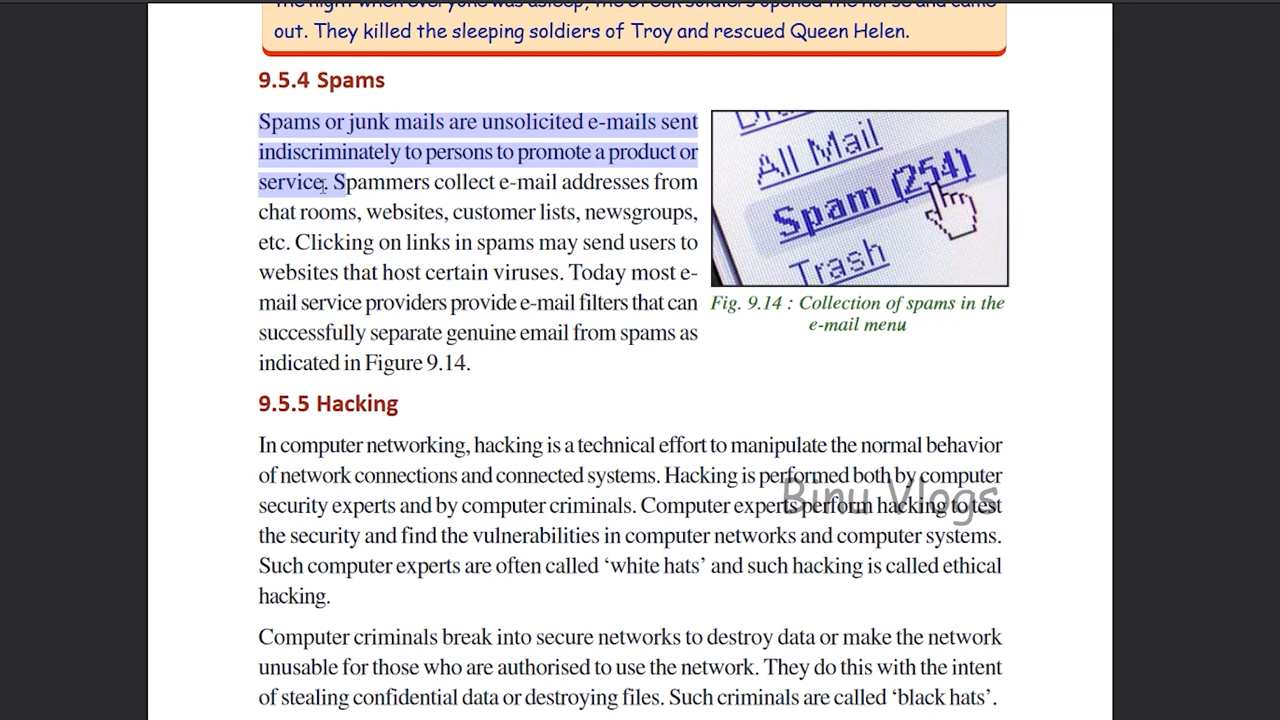 out. They killed the sleeping soldiers of Troy and rescued Queen Helen.
9.5.4 Spams
Spams or junk mails are unsolicited e-mails sent
indiscriminately to persons to promote a product or
service. Spammers collect e-mail addresses from
chat rooms, websites, customer lists, newsgroups,
etc. Clicking on links in spams may send users to
websites that host certain viruses. Today most e-
mail service providers provide e-mail filters that can
successfully separate genuine email from spams as
indicated in Figure 9.14.
All Mail
Spam (254)
Trash
Fig. 9.14 : Collection of spams in the
e-mail menu
9.5.5 Hacking
In computer networking, hacking is a technical effort to manipulate the normal behavior
of network connections and connected systems. Hacking is performed both by computer
security experts and by computer criminals. Computer experts perform hacking to test
the security and find the vulnerabilities in computer networks and computer systems.
Such computer experts are often called ‘white hats’ and such hacking is called ethical
hacking.
Binu Vlogs
Computer criminals break into secure networks to destroy data or make the network
unusable for those who are authorised to use the network. They do this with the intent
of stealing confidential data or destroying files. Such criminals are called ‘black hats’.